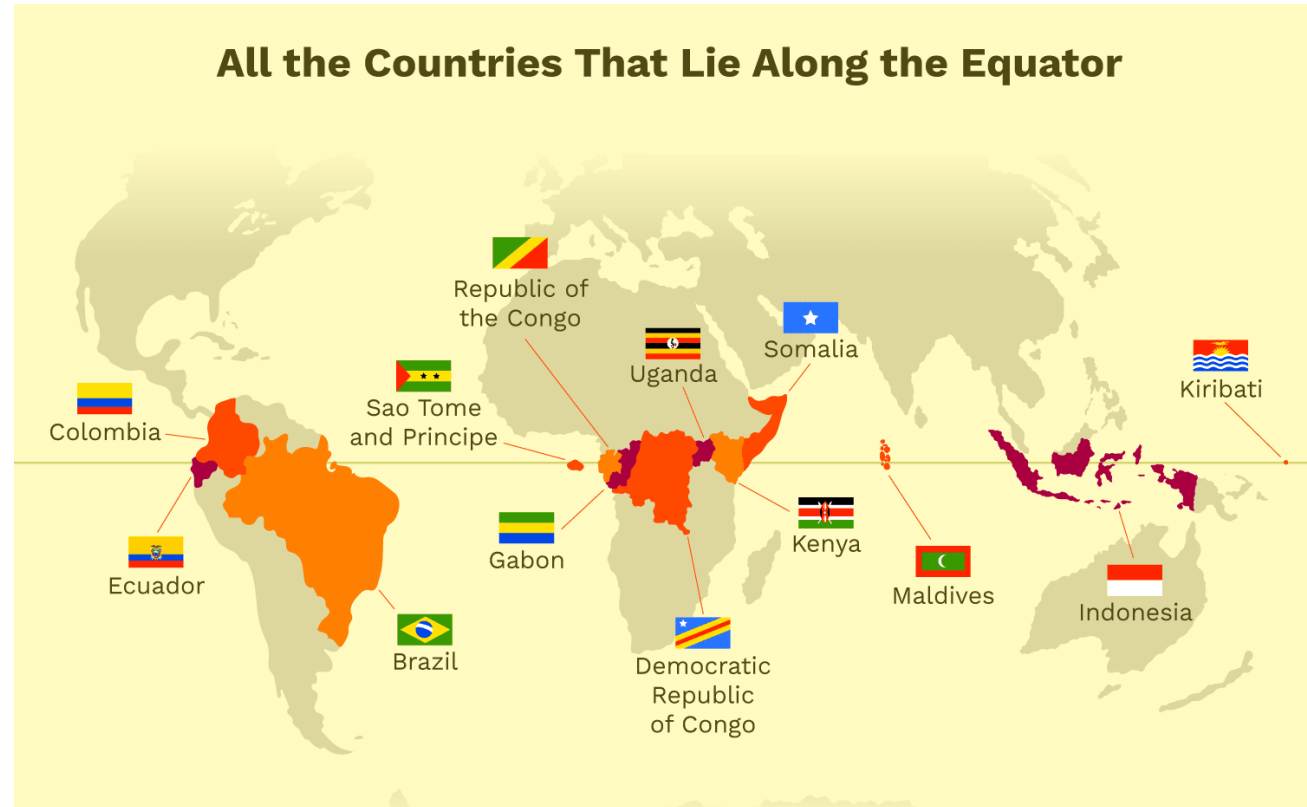 All the Countries That Lie Along the Equator
Republic of
the Congo
Somalia
Uganda
Kiribati
Sao Tome
and Principe
Colombia
Gabon
Kenya
Ecuador
Maldives
Indonesia
Brazil
Democratic
Republic
of Congo